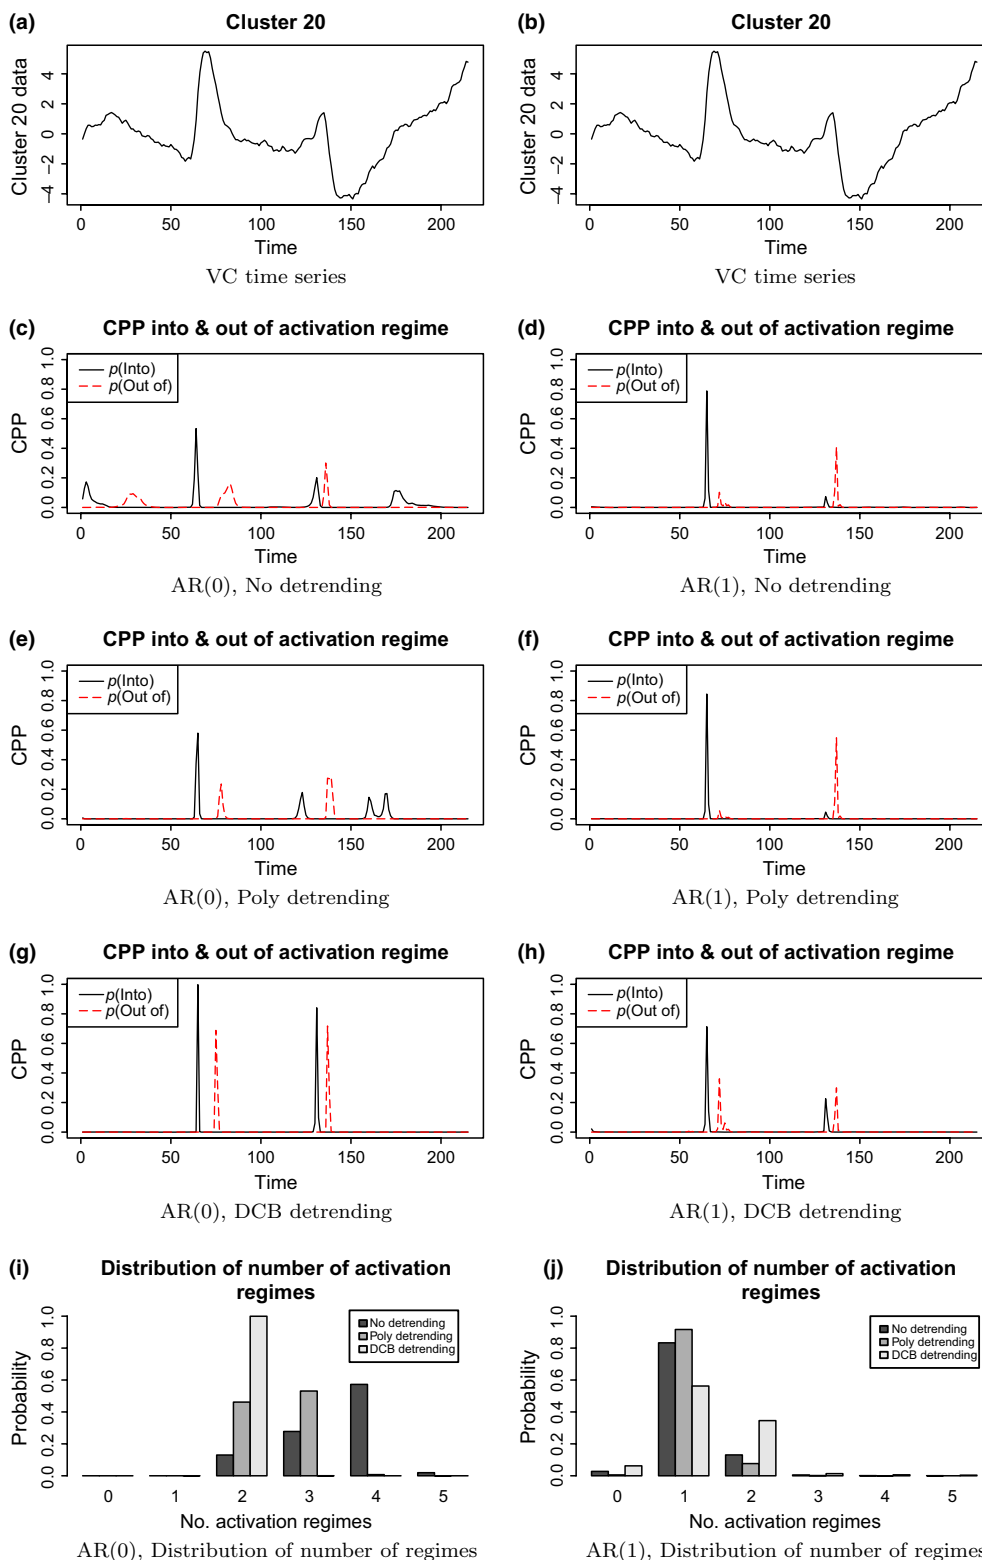 (a) Cluster 20
Cluster 20 data
−4 −2 0 2 4
0 50 100 150 200
Time
VC time series
(b) Cluster 20
Cluster 20 data
−4 −2 0 2 4
0 50 100 150 200
Time
VC time series
(c) CPP into & out of activation regime
CPP
0.0 0.2 0.4 0.6 0.8 1.0
p(Into)
p(Out of)
0 50 100 150 200
Time
AR(0), No detrending
(d) CPP into & out of activation regime
CPP
0.0 0.2 0.4 0.6 0.8 1.0
p(Into)
p(Out of)
0 50 100 150 200
Time
AR(1), No detrending
(e) CPP into & out of activation regime
CPP
0.0 0.2 0.4 0.6 0.8 1.0
p(Into)
p(Out of)
0 50 100 150 200
Time
AR(0), Poly detrending
(f) CPP into & out of activation regime
CPP
0.0 0.2 0.4 0.6 0.8 1.0
p(Into)
p(Out of)
0 50 100 150 200
Time
AR(1), Poly detrending
(g) CPP into & out of activation regime
CPP
0.0 0.2 0.4 0.6 0.8 1.0
p(Into)
p(Out of)
0 50 100 150 200
Time
AR(0), DCB detrending
(h) CPP into & out of activation regime
CPP
0.0 0.2 0.4 0.6 0.8 1.0
p(Into)
p(Out of)
0 50 100 150 200
Time
AR(1), DCB detrending
(i) Distribution of number of activation
regimes
Probability
0.0 0.2 0.4 0.6 0.8 1.0
No detrending
Poly detrending
DCB detrending
0 1 2 3 4 5
No. activation regimes
AR(0), Distribution of number of regimes
(j) Distribution of number of activation
regimes
Probability
0.0 0.2 0.4 0.6 0.8 1.0
No detrending
Poly detrending
DCB detrending
0 1 2 3 4 5
No. activation regimes
AR(1), Distribution of number of regimes